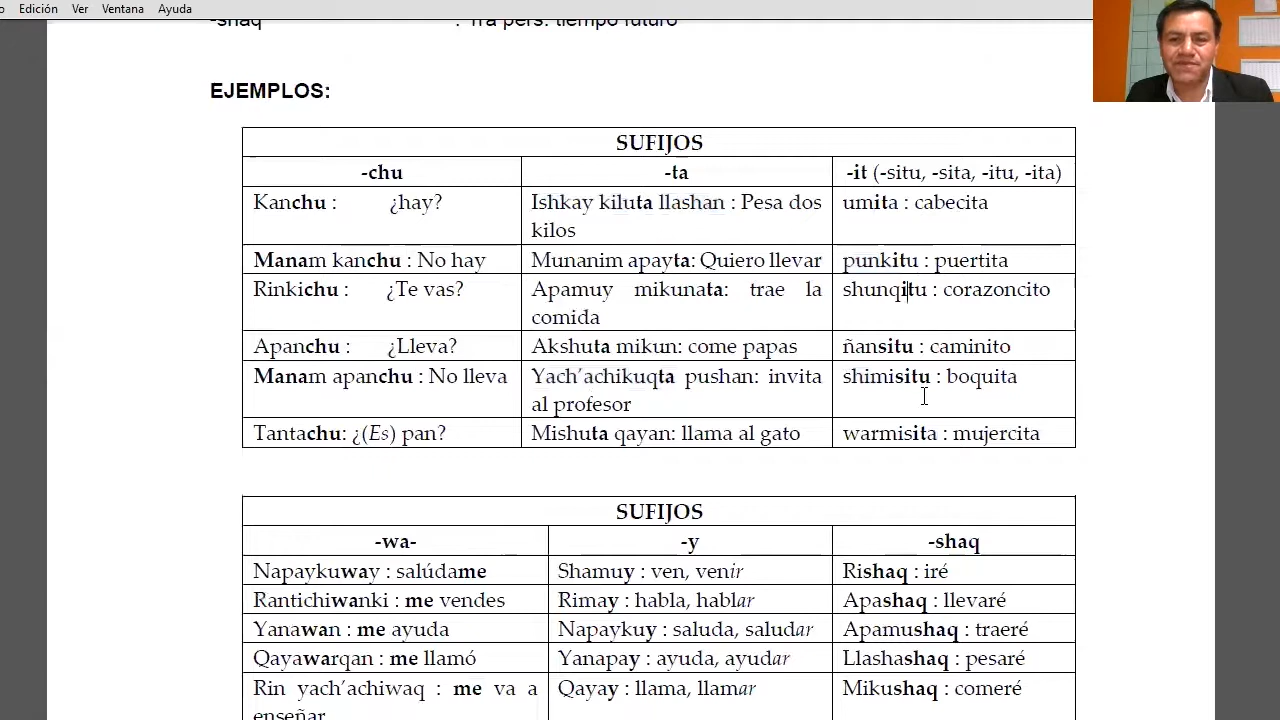 Edición Ver Ventana Ayuda
-shaq : 1ra pers. tiempo futuro
EJEMPLOS:
SUFIJOS
-chu -ta -it (-situ, -sita, -itu, -ita)
Kanchu : ¿hay? Ishkay kiluta llashan : Pesa dos kilos umita : cabecita
Manam kanchu : No hay Munanim apayta: Quiero llevar punkitu : puertita
Rinkichu : ¿Te vas? Apamuy mikunata: trae la comida shunqitu : corazoncito
Apanchu : ¿Lleva? Akshuta mikun: come papas ñansitu : caminito
Manam apanchu : No lleva Yach’achikuqta pushan: invita al profesor shimisitu : boquita
Tantachu: ¿(Es) pan? Mishuta qayan: llama al gato warmisita : mujercita
SUFIJOS
-wa- -y -shaq
Napaykuway : salúdame Shamuy : ven, venir Rishaq : iré
Rantichiwanki : me vendes Rimay : habla, hablar Apashaq : llevaré
Yanawan : me ayuda Napaykuy : saluda, saludar Apamushaq : traeré
Qayawarqan : me llamó Yanapay : ayuda, ayudar Llashashaq : pesaré
Rin yach’achiwaq : me va a enseñar Qayay : llama, llamar Mikushaq : comeré